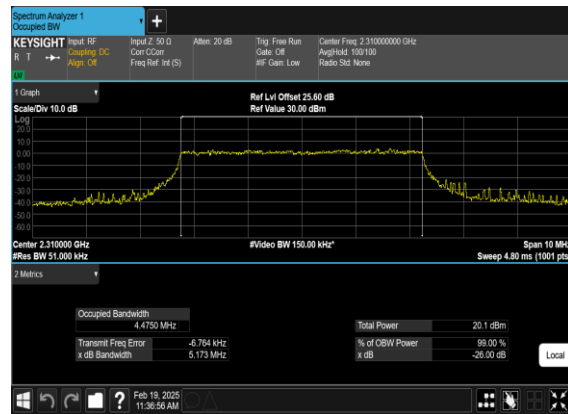 Spectrum Analyzer 1
Occupied BW
+
KEYSIGHT
R T
Input: RF
Coupling: DC
Align: Off
Input Z: 50 Ω
Corr CCorr
Freq Ref: Int (S)
Atten: 20 dB
Trig: Free Run
Gate: Off
#IF Gain: Low
Center Freq: 2.310000000 GHz
Avg|Hold: 100/100
Radio Std: None
1 Graph
Scale/Div 10.0 dB
Ref Lvl Offset 25.60 dB
Ref Value 30.00 dBm
Log
20.0
10.0
0.00
-10.0
-20.0
-30.0
-40.0
-50.0
-60.0
Center 2.310000 GHz
#Res BW 51.000 kHz
#Video BW 150.00 kHz*
Span 10 MHz
Sweep 4.80 ms (1001 pts)
2 Metrics
Occupied Bandwidth
4.4750 MHz
Transmit Freq Error -6.764 kHz
x dB Bandwidth 5.173 MHz
Total Power 20.1 dBm
% of OBW Power 99.00 %
x dB -26.00 dB
Local
?
Feb 19, 2025
11:36:56 AM